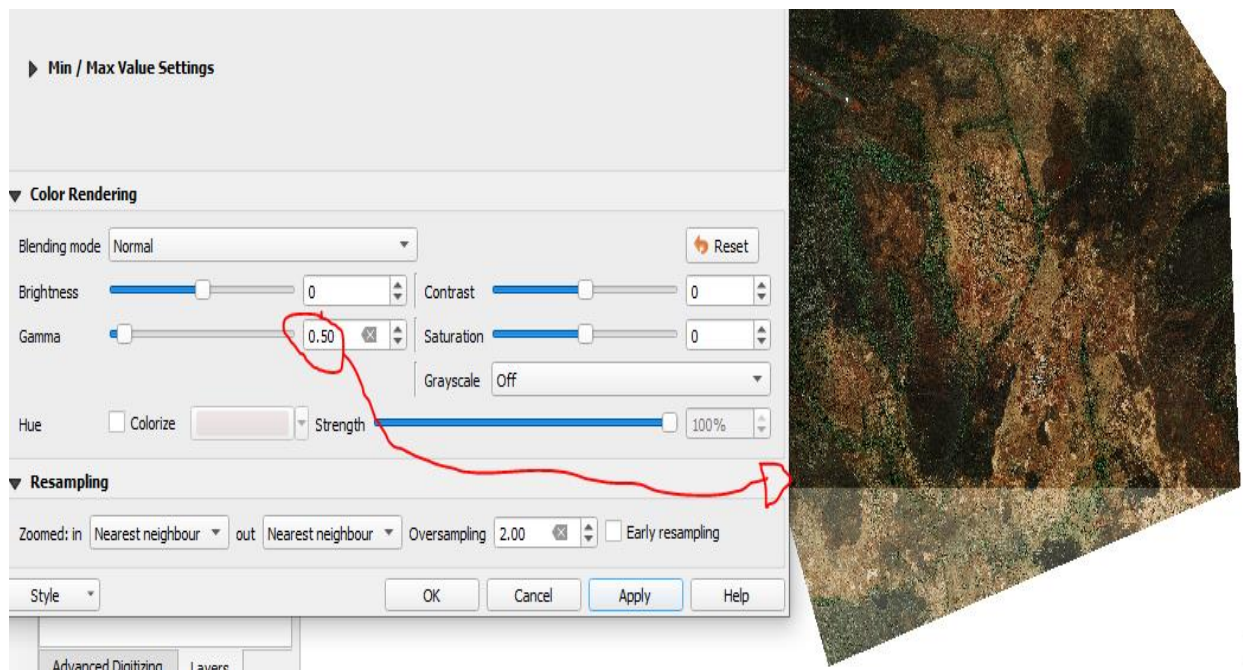 Min / Max Value Settings
Color Rendering
Blending mode Normal Reset
Brightness 0 Contrast 0
Gamma 0.50 Saturation 0
Grayscale Off
Hue Colorize Strength 100%
Resampling
Zoomed: in Nearest neighbour out Nearest neighbour Oversampling 2.00 Early resampling
Style OK Cancel Apply Help
Advanced Digitizing Layers